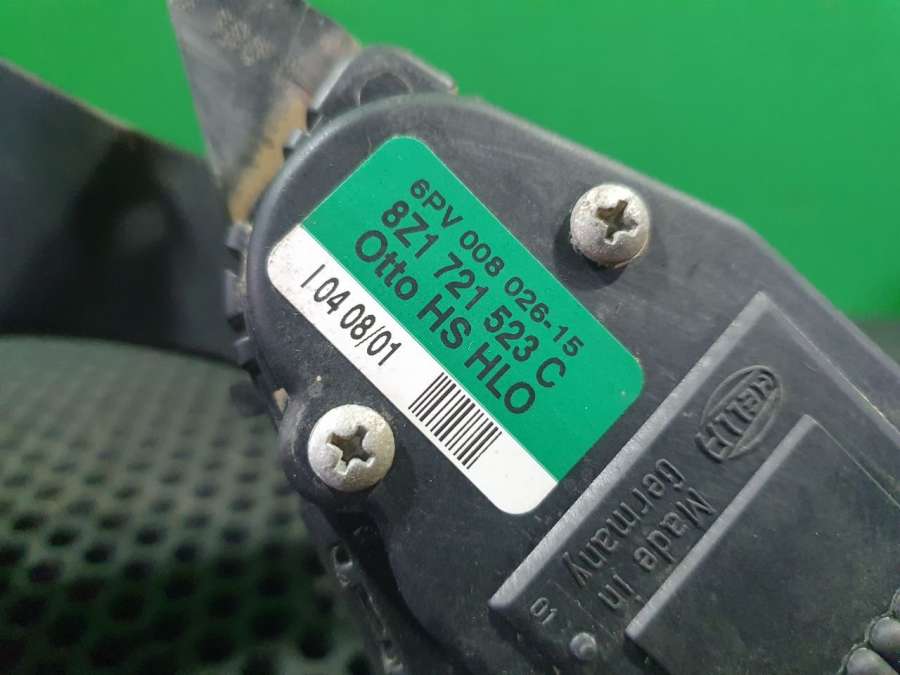 6PV 008 026-15
8Z1 721 523 C
Otto HS HLO
I 04 08/01
HELLA
Made in
Germany
01